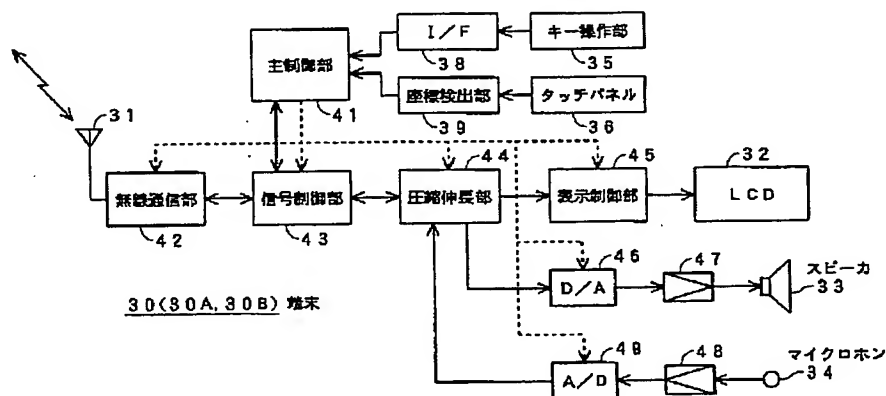 I/F
38
キー操作部
35
主制御部
41
座標検出部
39
タッチパネル
36
31
無線通信部
42
信号制御部
43
44
圧縮伸長部
45
表示制御部
32
LCD
46
D/A
47
スピーカ
33
30(30A,30B) 端末
49
A/D
48
マイクロホン
34